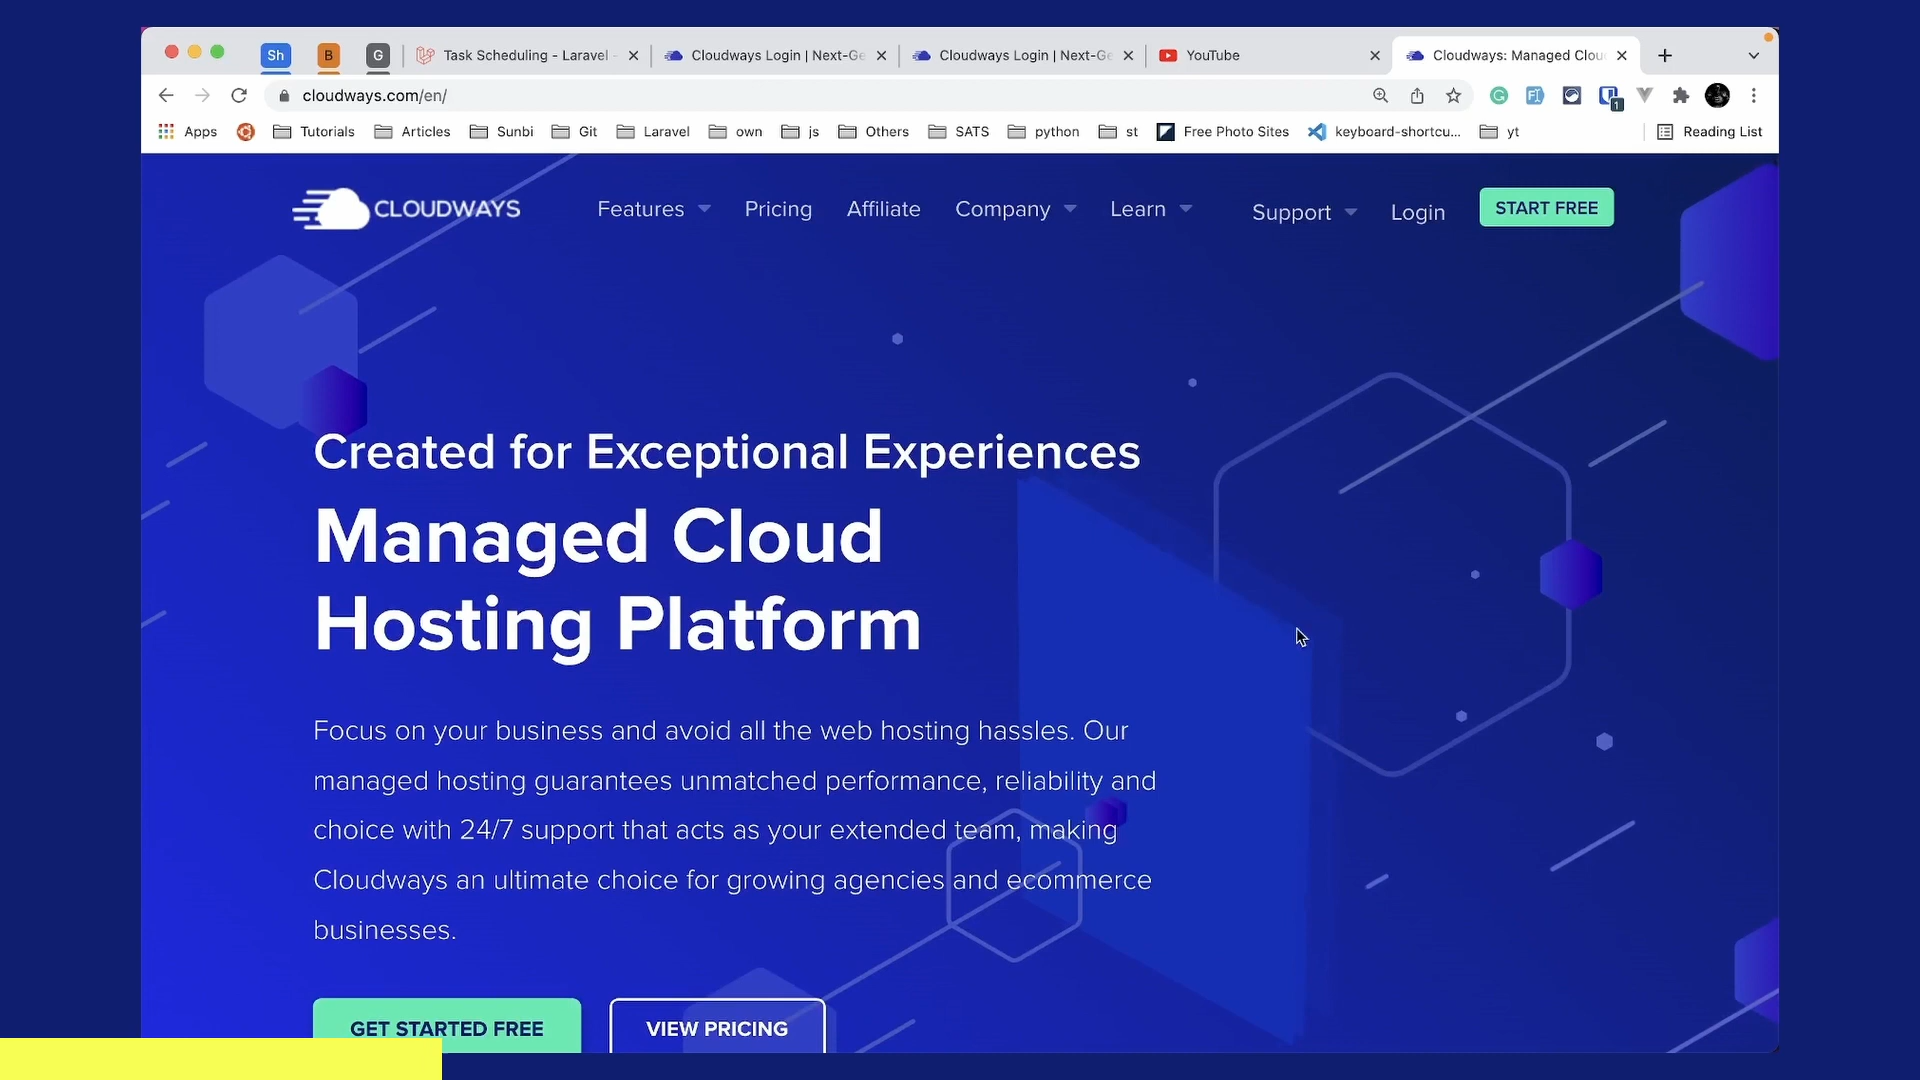 Sh
B
G
Task Scheduling - Laravel -
Cloudways Login | Next-Ge
Cloudways Login | Next-Ge
YouTube
Cloudways: Managed Clou
cloudways.com/en/
1
Apps
Tutorials
Articles
Sunbi
Git
Laravel
own
js
Others
SATS
python
st
Free Photo Sites
keyboard-shortcu...
yt
Reading List
CLOUDWAYS
Features
Pricing
Affiliate
Company
Learn
Support
Login
START FREE
Created for Exceptional Experiences
Managed Cloud
Hosting Platform
Focus on your business and avoid all the web hosting hassles. Our
managed hosting guarantees unmatched performance, reliability and
choice with 24/7 support that acts as your extended team, making
Cloudways an ultimate choice for growing agencies and ecommerce
businesses.
GET STARTED FREE
VIEW PRICING